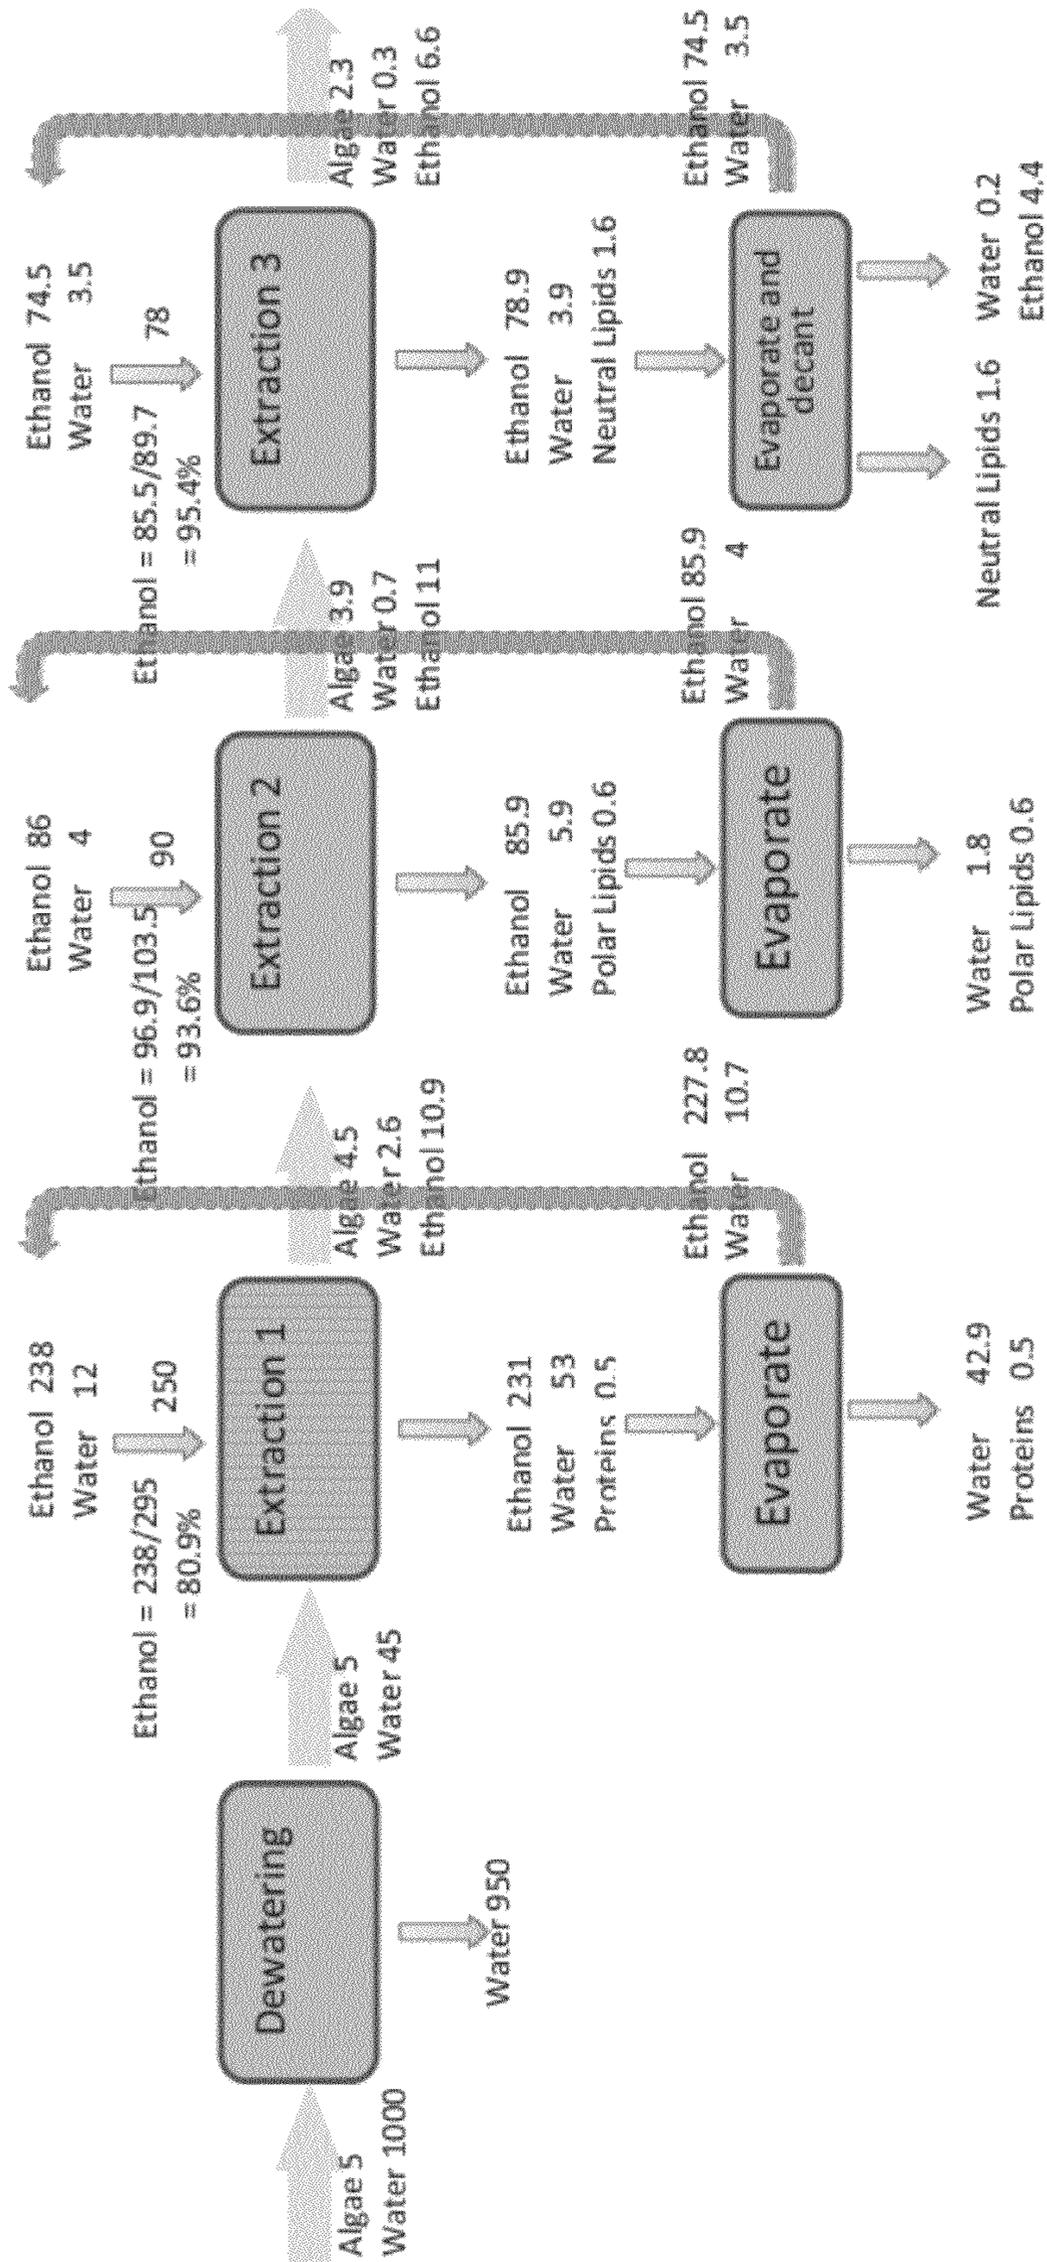 Algae 5
Water 1000
Dewatering
Water 950
Algae 5
Water 45
Ethanol 238
Water 12
250
Ethanol = 238/295
= 80.9%
Extraction 1
Ethanol 231
Water 53
Proteins 0.5
Evaporate
Water 42.9
Proteins 0.5
Ethanol 227.8
Water 10.7
Algae 4.5
Water 2.6
Ethanol 10.9
Ethanol 86
Water 4
90
Ethanol = 96.9/103.5
= 93.6%
Extraction 2
Ethanol 85.9
Water 5.9
Polar Lipids 0.6
Evaporate
Water 1.8
Polar Lipids 0.6
Ethanol 85.9
Water 4
Algae 3.9
Water 0.7
Ethanol 11
Ethanol 74.5
Water 3.5
78
Ethanol = 85.5/89.7
= 95.4%
Extraction 3
Ethanol 78.9
Water 3.9
Neutral Lipids 1.6
Evaporate and
decant
Neutral Lipids 1.6
Water 0.2
Ethanol 4.4
Ethanol 74.5
Water 3.5
Algae 2.3
Water 0.3
Ethanol 6.6